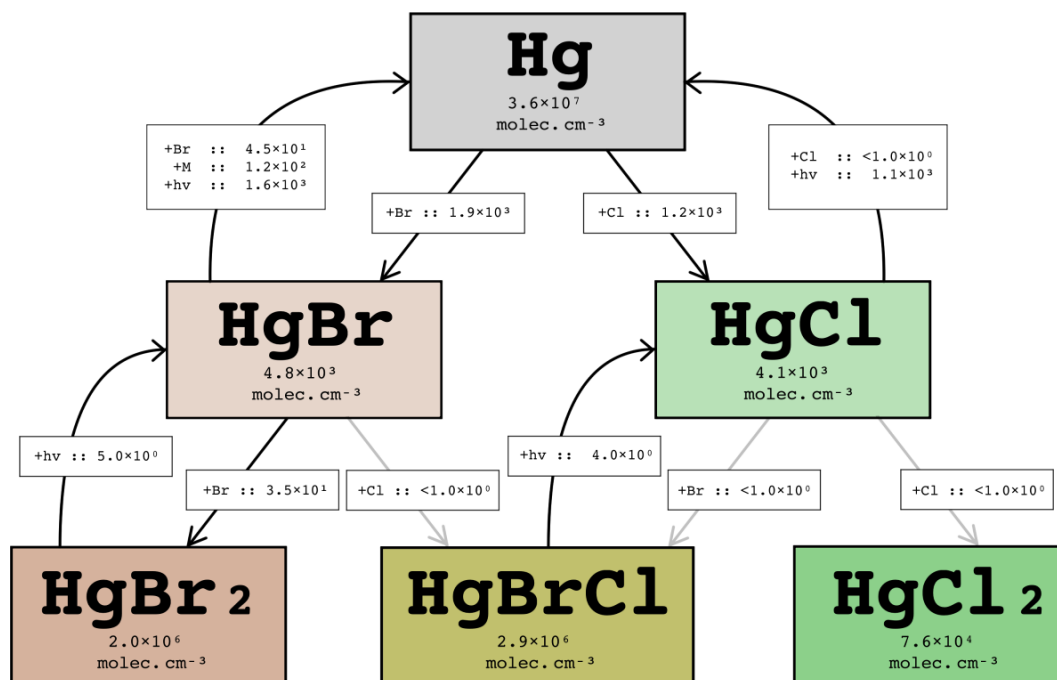 Hg
3.6×10⁷
molec.cm⁻³
+Br :: 4.5×10¹
+M :: 1.2×10²
+hv :: 1.6×10³
+Cl :: <1.0×10⁰
+hv :: 1.1×10³
+Br :: 1.9×10³
+Cl :: 1.2×10³
HgBr
4.8×10³
molec.cm⁻³
HgCl
4.1×10³
molec.cm⁻³
+hv :: 5.0×10⁰
+Br :: 3.5×10¹
+Cl :: <1.0×10⁰
+hv :: 4.0×10⁰
+Br :: <1.0×10⁰
+Cl :: <1.0×10⁰
HgBr 2
2.0×10⁶
molec.cm⁻³
HgBrCl
2.9×10⁶
molec.cm⁻³
HgCl 2
7.6×10⁴
molec.cm⁻³